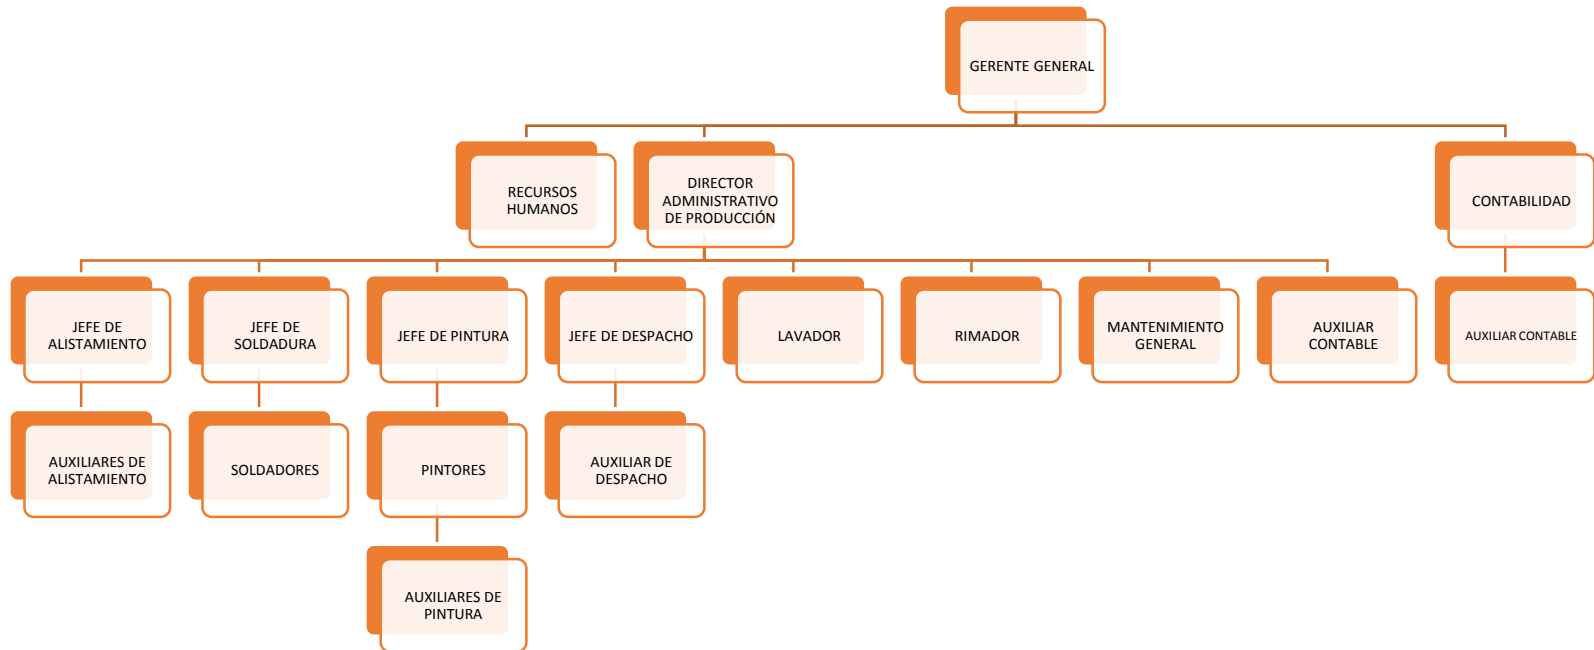 GERENTE GENERAL
RECURSOS
HUMANOS
DIRECTOR
ADMINISTRATIVO
DE PRODUCCIÓN
CONTABILIDAD
JEFE DE
ALISTAMIENTO
JEFE DE
SOLDADURA
JEFE DE PINTURA
JEFE DE DESPACHO
LAVADOR
RIMADOR
MANTENIMIENTO
GENERAL
AUXILIAR
CONTABLE
AUXILIAR CONTABLE
AUXILIARES DE
ALISTAMIENTO
SOLDADORES
PINTORES
AUXILIAR DE
DESPACHO
AUXILIARES DE
PINTURA